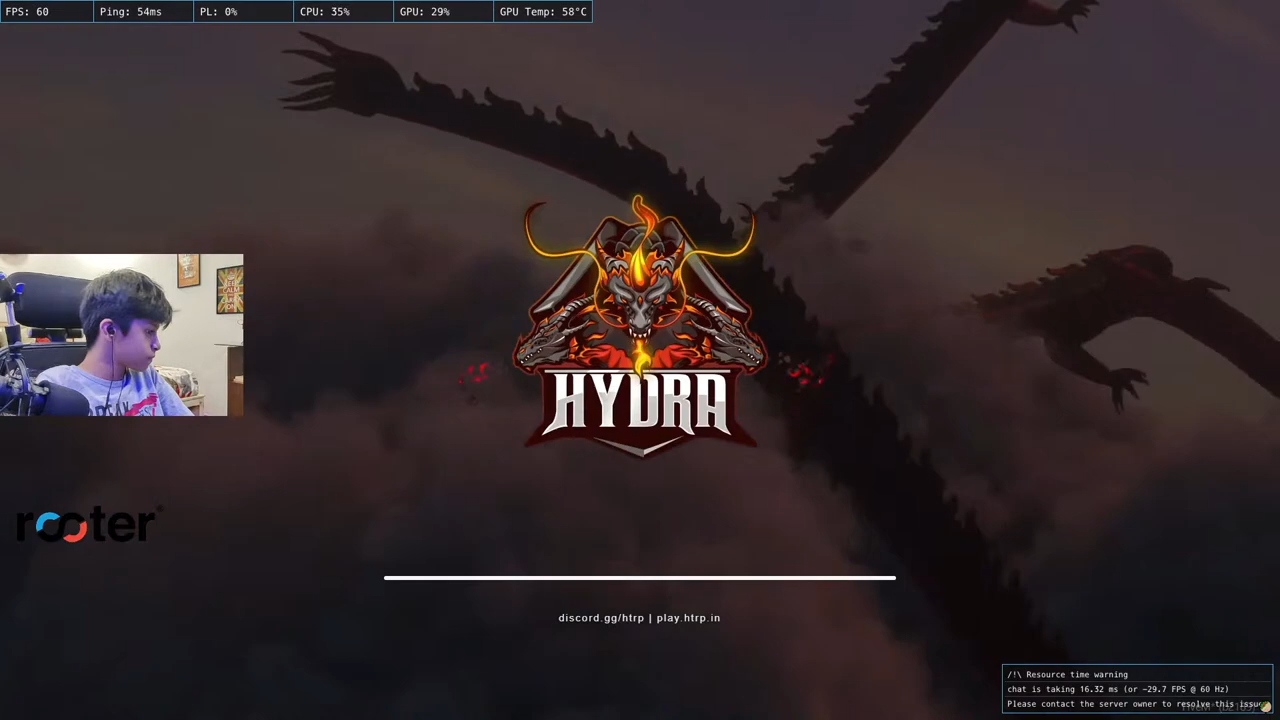 FPS: 60
Ping: 54ms
PL: 0%
CPU: 35%
GPU: 29%
GPU Temp: 58°C
KEEP
CALM
HYDRA
rooter®
discord.gg/htrp | play.htrp.in
/!\ Resource time warning
chat is taking 16.32 ms (or ~29.7 FPS @ 60 Hz)
Please contact the server owner to resolve this issue